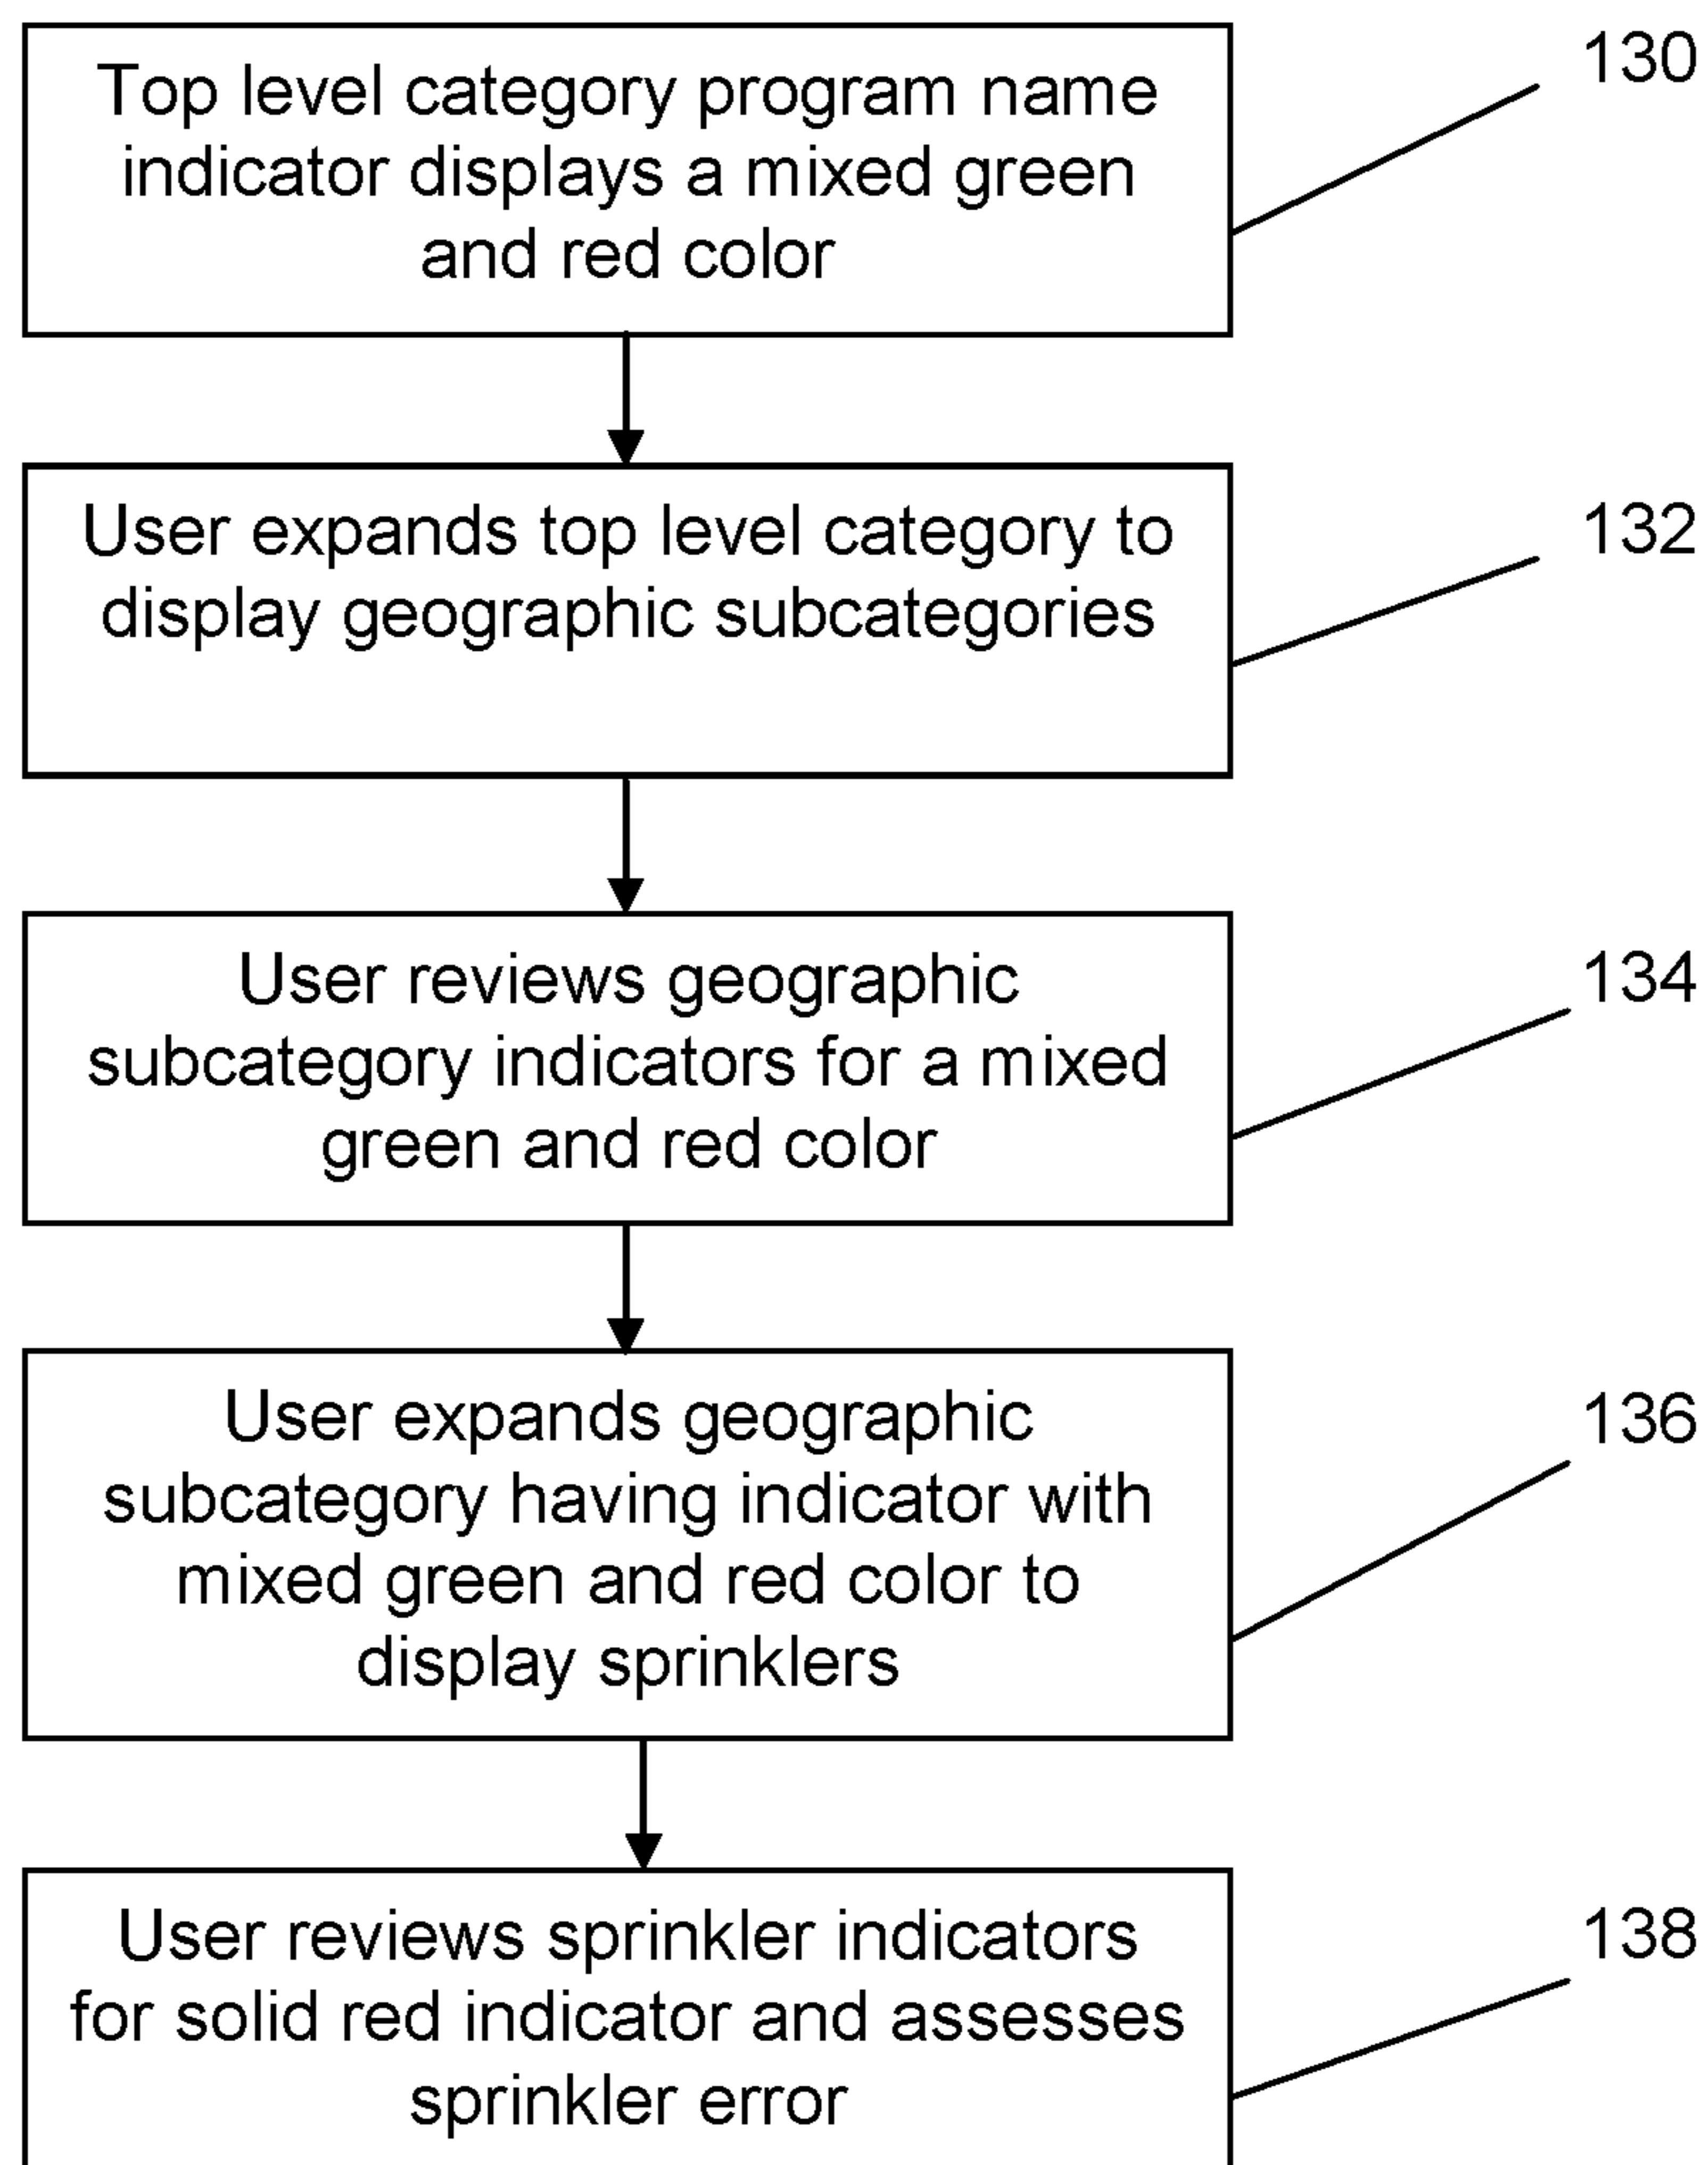 Top level category program name
indicator displays a mixed green
and red color
130
User expands top level category to
display geographic subcategories
132
User reviews geographic
subcategory indicators for a mixed
green and red color
134
User expands geographic
subcategory having indicator with
mixed green and red color to
display sprinklers
136
User reviews sprinkler indicators
for solid red indicator and assesses
sprinkler error
138